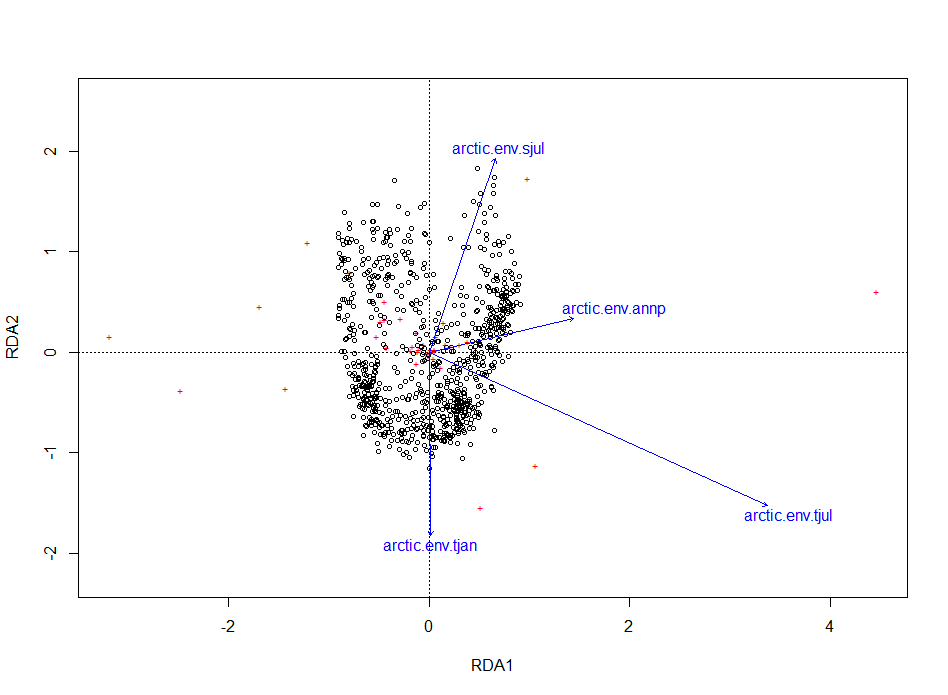 arctic.env.sjul
arctic.env.annp
arctic.env.tjul
arctic.env.tjan
RDA2
2
1
0
-1
-2
-2
0
2
4
RDA1